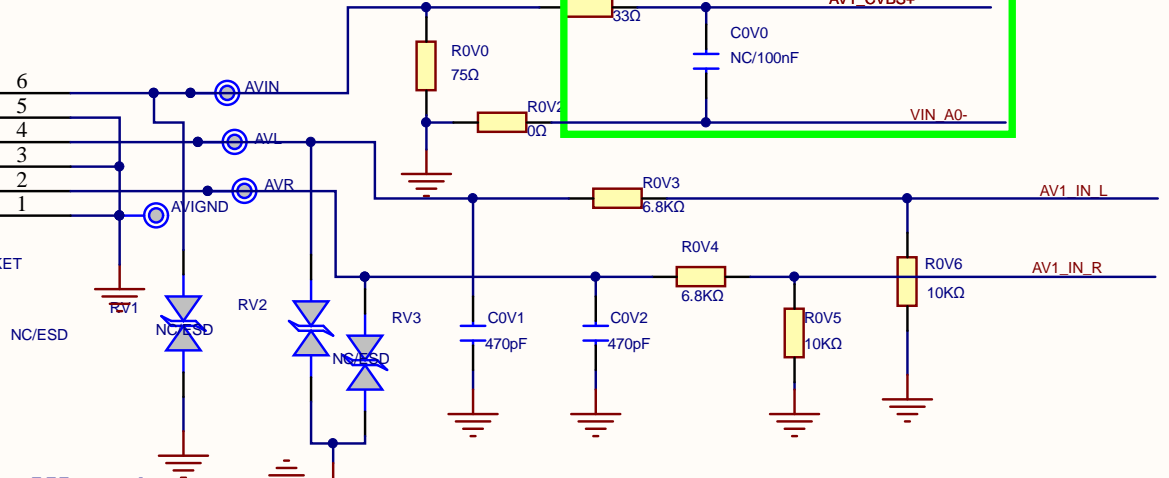 33Ω
C0V0
NC/100nF
R0V0
75Ω
6
AVIN
5
R0V2
0Ω
VIN_A0-
4
AVL
3
2
AVR
R0V3
6.8KΩ
AV1_IN_L
1
AVIGND
R0V4
6.8KΩ
R0V6
10KΩ
AV1_IN_R
KET
RV1
NC/ESD
NC/ESD
RV2
RV3
NC/ESD
C0V1
470pF
C0V2
470pF
R0V5
10KΩ